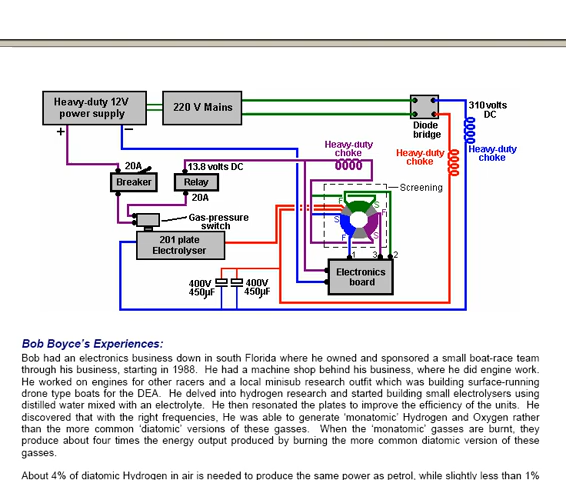 Heavy-duty 12V
power supply
220 V Mains
310 volts
DC
Diode
bridge
+
–
Heavy-duty
choke
Heavy-duty
choke
Heavy-duty
choke
20A
13.8 volts DC
Breaker
Relay
20A
Screening
Gas-pressure
switch
F
S
S
F
F
S
201 plate
Electrolyser
1
3
2
400V
450µF
400V
450µF
Electronics
board
Bob Boyce's Experiences:
Bob had an electronics business down in south Florida where he owned and sponsored a small boat-race team
through his business, starting in 1988. He had a machine shop behind his business, where he did engine work.
He worked on engines for other racers and a local minisub research outfit which was building surface-running
drone type boats for the DEA. He delved into hydrogen research and started building small electrolysers using
distilled water mixed with an electrolyte. He then resonated the plates to improve the efficiency of the units. He
discovered that with the right frequencies, He was able to generate 'monatomic' Hydrogen and Oxygen rather
than the more common 'diatomic' versions of these gasses. When the 'monatomic' gasses are burnt, they
produce about four times the energy output produced by burning the more common diatomic version of these
gasses.
About 4% of diatomic Hydrogen in air is needed to produce the same power as petrol, while slightly less than 1%